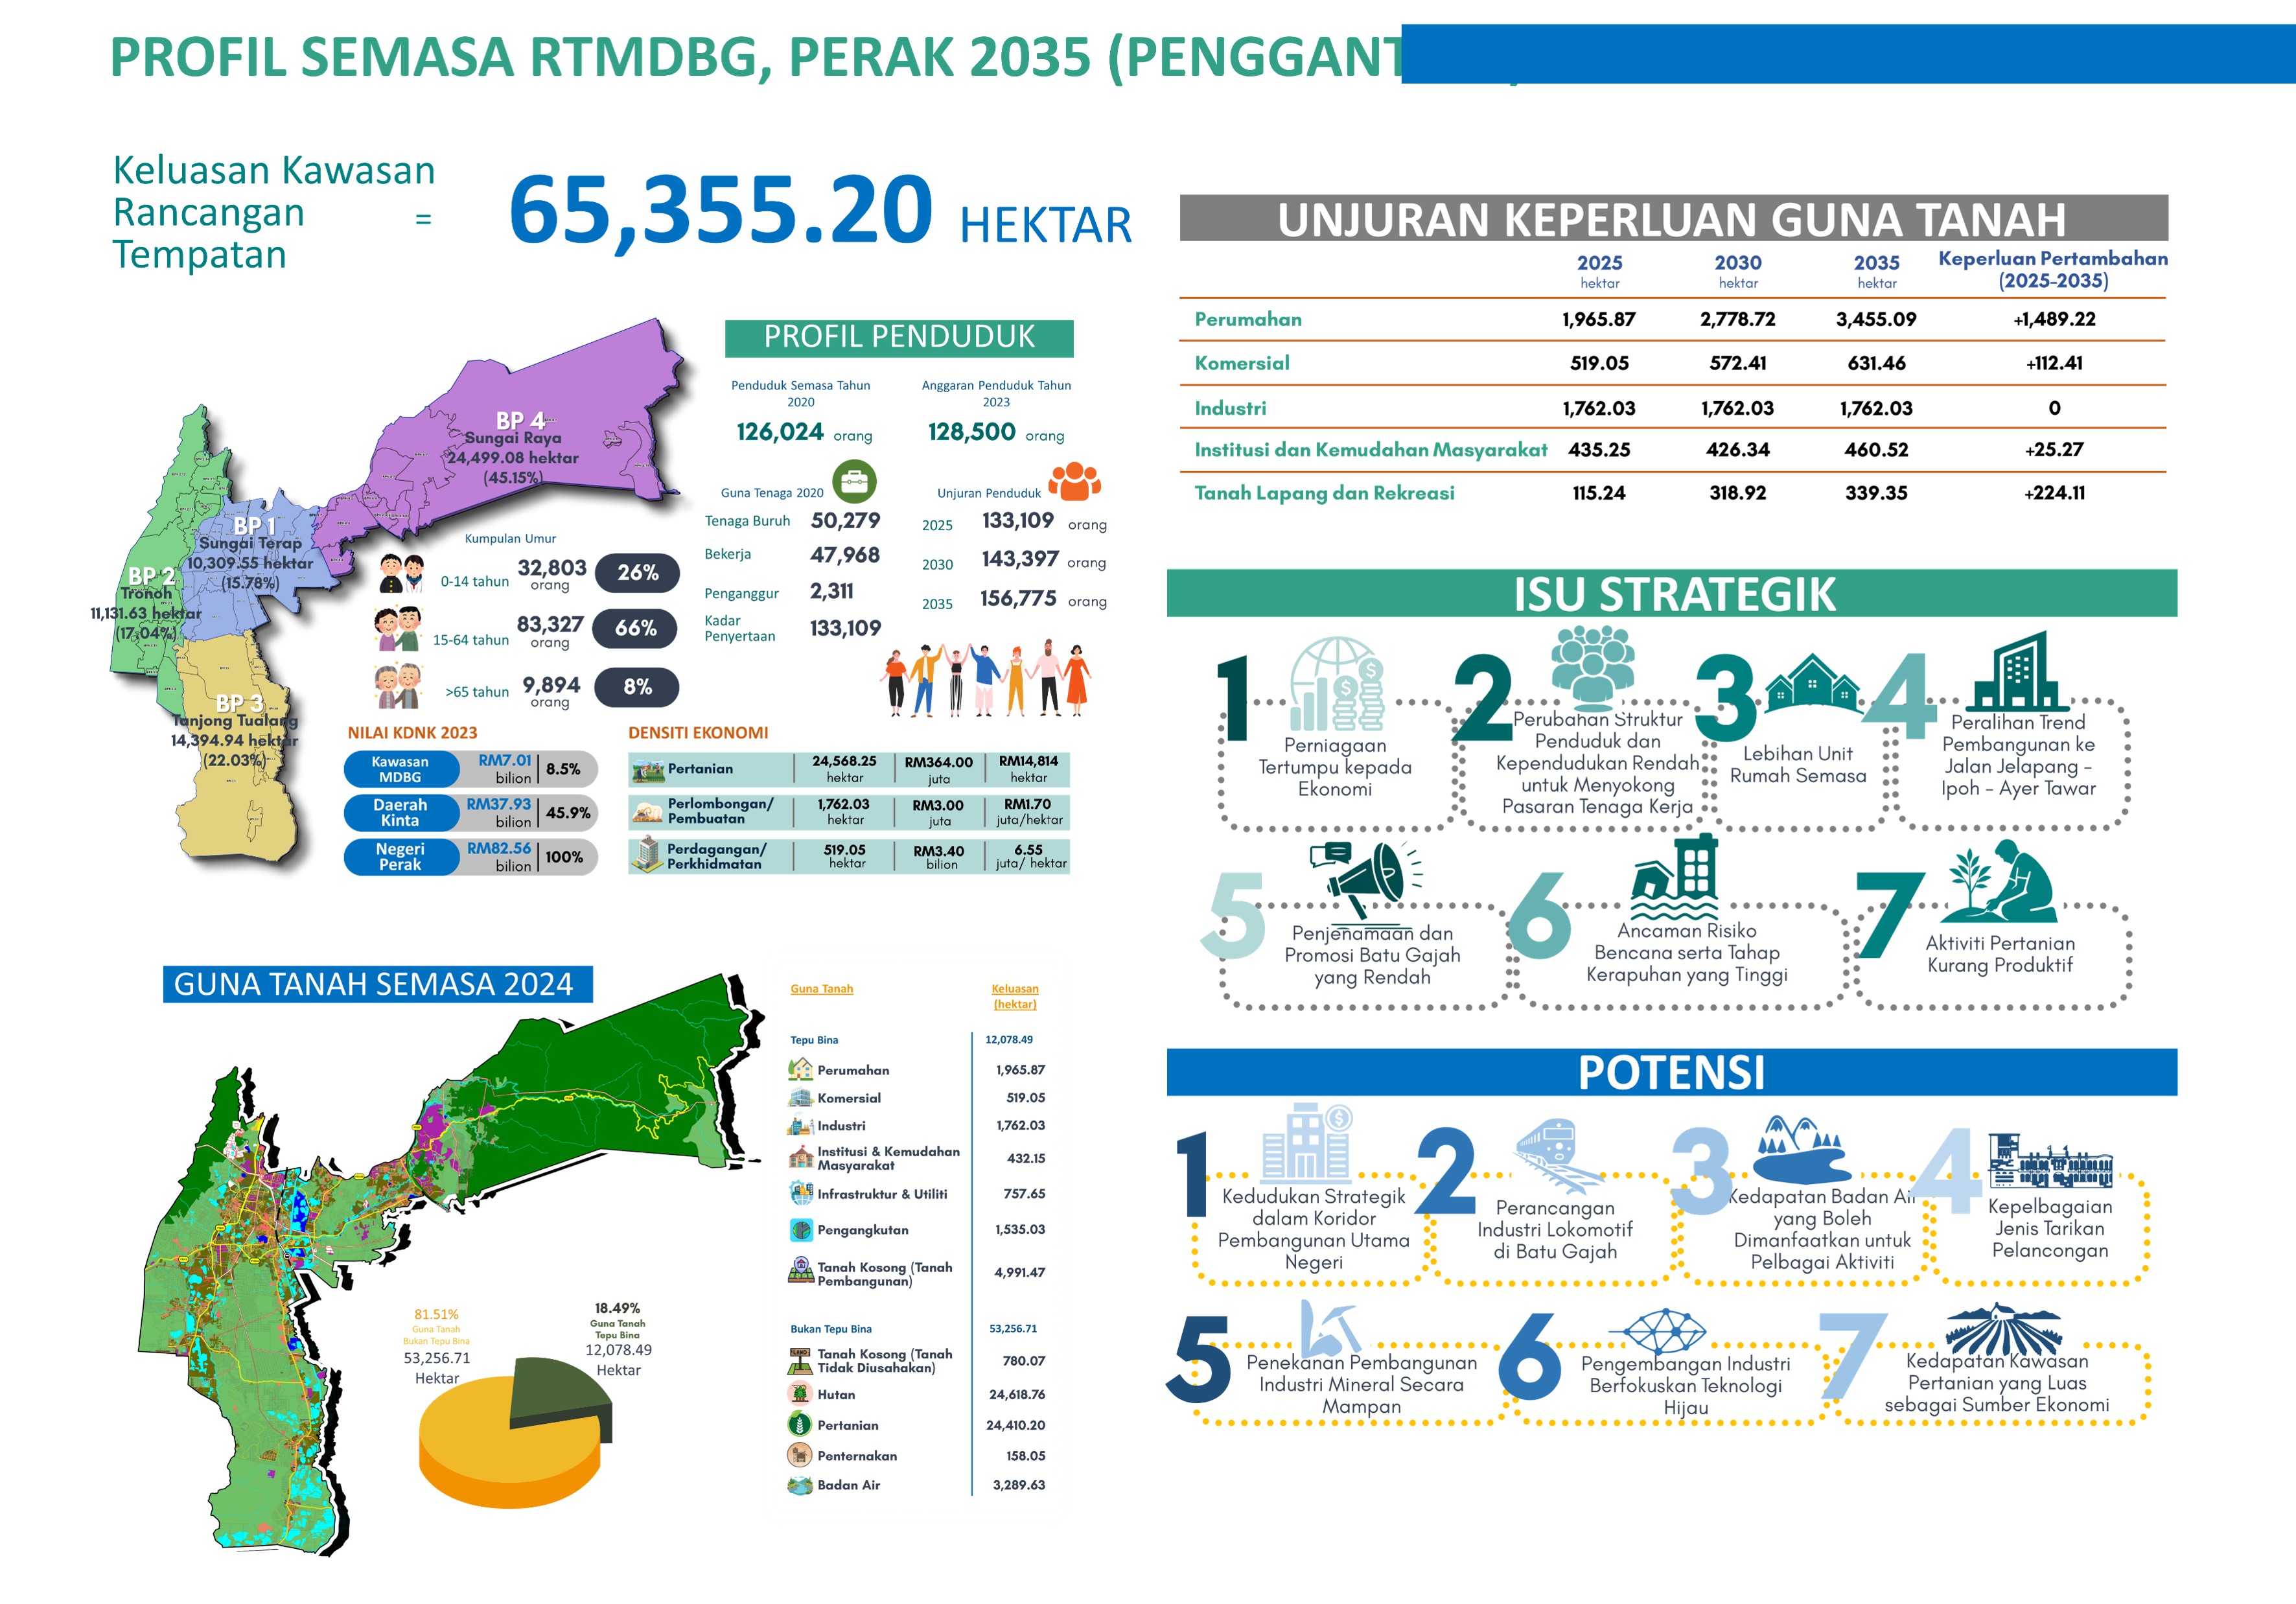 PROFIL SEMASA RTMDBG, PERAK 2035 (PENGGANT
Keluasan Kawasan
Rancangan
Tempatan
=
65,355.20 HEKTAR
BP 4
Sungai Raya
24,499.08 hektar
(45.15%)
BP 1
Sungai Terap
10,309.55 hektar
(15.78%)
BP 2
Tronoh
11,131.63 hektar
(17.04%)
BP 3
Tanjong Tualang
14,394.94 hektar
(22.03%)
PROFIL PENDUDUK
Penduduk Semasa Tahun
2020
126,024 orang
Anggaran Penduduk Tahun
2023
128,500 orang
Guna Tenaga 2020
Tenaga Buruh 50,279
Bekerja 47,968
Penganggur 2,311
Kadar
Penyertaan 133,109
Unjuran Penduduk
2025 133,109 orang
2030 143,397 orang
2035 156,775 orang
Kumpulan Umur
0-14 tahun 32,803 orang 26%
15-64 tahun 83,327 orang 66%
>65 tahun 9,894 orang 8%
NILAI KDNK 2023
Kawasan MDBG RM7.01 bilion 8.5%
Daerah Kinta RM37.93 bilion 45.9%
Negeri Perak RM82.56 bilion 100%
DENSITI EKONOMI
Pertanian 24,568.25 hektar RM364.00 juta RM14,814 hektar
Perlombongan/ Pembuatan 1,762.03 hektar RM3.00 juta RM1.70 juta/hektar
Perdagangan/ Perkhidmatan 519.05 hektar RM3.40 bilion 6.55 juta/ hektar
GUNA TANAH SEMASA 2024
81.51%
Guna Tanah
Bukan Tepu Bina
53,256.71
Hektar
18.49%
Guna Tanah
Tepu Bina
12,078.49
Hektar
Guna Tanah Keluasan
(hektar)
Tepu Bina 12,078.49
Perumahan 1,965.87
Komersial 519.05
Industri 1,762.03
Institusi & Kemudahan
Masyarakat 432.15
Infrastruktur & Utiliti 757.65
Pengangkutan 1,535.03
Tanah Kosong (Tanah
Pembangunan) 4,991.47
Bukan Tepu Bina 53,256.71
Tanah Kosong (Tanah
Tidak Diusahakan) 780.07
Hutan 24,618.76
Pertanian 24,410.20
Penternakan 158.05
Badan Air 3,289.63
UNJURAN KEPERLUAN GUNA TANAH
2025 2030 2035 Keperluan Pertambahan
hektar hektar hektar (2025-2035)
Perumahan 1,965.87 2,778.72 3,455.09 +1,489.22
Komersial 519.05 572.41 631.46 +112.41
Industri 1,762.03 1,762.03 1,762.03 0
Institusi dan Kemudahan Masyarakat 435.25 426.34 460.52 +25.27
Tanah Lapang dan Rekreasi 115.24 318.92 339.35 +224.11
ISU STRATEGIK
1
Perniagaan
Tertumpu kepada
Ekonomi
2
Perubahan Struktur
Penduduk dan
Kependudukan Rendah
untuk Menyokong
Pasaran Tenaga Kerja
3
Lebihan Unit
Rumah Semasa
4
Peralihan Trend
Pembangunan ke
Jalan Jelapang –
Ipoh – Ayer Tawar
5
Penjenamaan dan
Promosi Batu Gajah
yang Rendah
6
Ancaman Risiko
Bencana serta Tahap
Kerapuhan yang Tinggi
7
Aktiviti Pertanian
Kurang Produktif
POTENSI
1
Kedudukan Strategik
dalam Koridor
Pembangunan Utama
Negeri
2
Perancangan
Industri Lokomotif
di Batu Gajah
3
Kedapatan Badan Air
yang Boleh
Dimanfaatkan untuk
Pelbagai Aktiviti
4
Kepelbagaian
Jenis Tarikan
Pelancongan
5
Penekanan Pembangunan
Industri Mineral Secara
Mampan
6
Pengembangan Industri
Berfokuskan Teknologi
Hijau
7
Kedapatan Kawasan
Pertanian yang Luas
sebagai Sumber Ekonomi